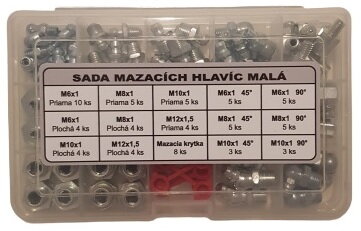 SADA MAZACÍCH HLAVÍC MALÁ
M6x1 M8x1 M10x1 M6x1 45° M6x1 90°
Priama 10 ks Priama 5 ks Priama 5 ks 5 ks 5 ks
M6x1 M8x1 M12x1,5 M8x1 45° M8x1 90°
Plochá 4 ks Plochá 4 ks Priama 4 ks 5 ks 5 ks
M10x1 M12x1,5 Mazacia krytka M10x1 45° M10x1 90°
Plochá 4 ks Plochá 4 ks 8 ks 3 ks 3 ks